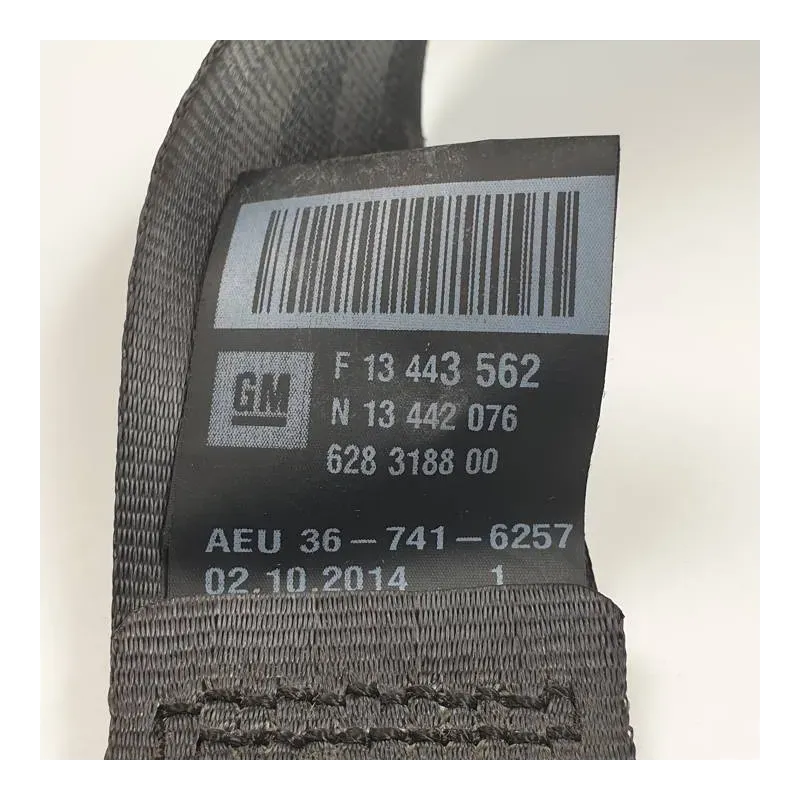 GM
F 13 443 562
N 13 442 076
628 3188 00
AEU 36-741-6257
02.10.2014 1